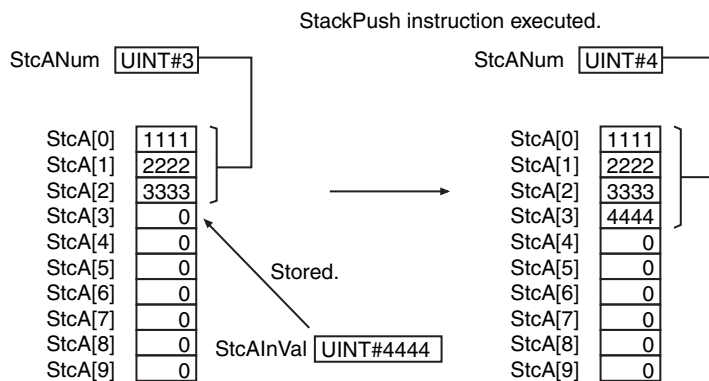 StackPush instruction executed.
StcANum UINT#3 StcANum UINT#4
StcA[0] 1111 StcA[0] 1111
StcA[1] 2222 StcA[1] 2222
StcA[2] 3333 StcA[2] 3333
StcA[3] 0 StcA[3] 4444
StcA[4] 0 StcA[4] 0
StcA[5] 0 Stored. StcA[5] 0
StcA[6] 0 StcA[6] 0
StcA[7] 0 StcA[7] 0
StcA[8] 0 StcAInVal UINT#4444 StcA[8] 0
StcA[9] 0 StcA[9] 0